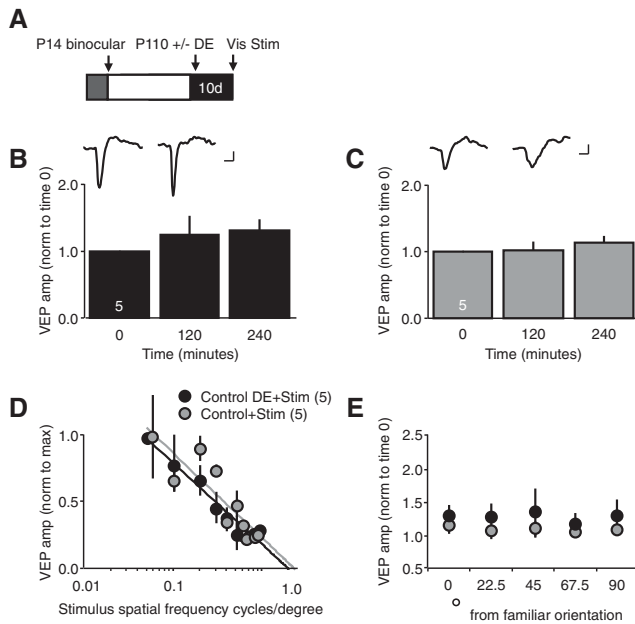 A
P14 binocular P110 +/- DE Vis Stim
10d
B
VEP amp (norm to time 0)
2.0
1.0
0.0
5
0 120 240
Time (minutes)
C
VEP amp (norm to time 0)
2.0
1.0
0.0
5
0 120 240
Time (minutes)
D
Control DE+Stim (5)
Control+Stim (5)
VEP amp (norm to max)
1.0
0.5
0.0
0.01 0.1 1.0
Stimulus spatial frequency cycles/degree
E
VEP amp (norm to time 0)
2.5
2.0
1.5
1.0
0.5
0 22.5 45 67.5 90
° from familiar orientation